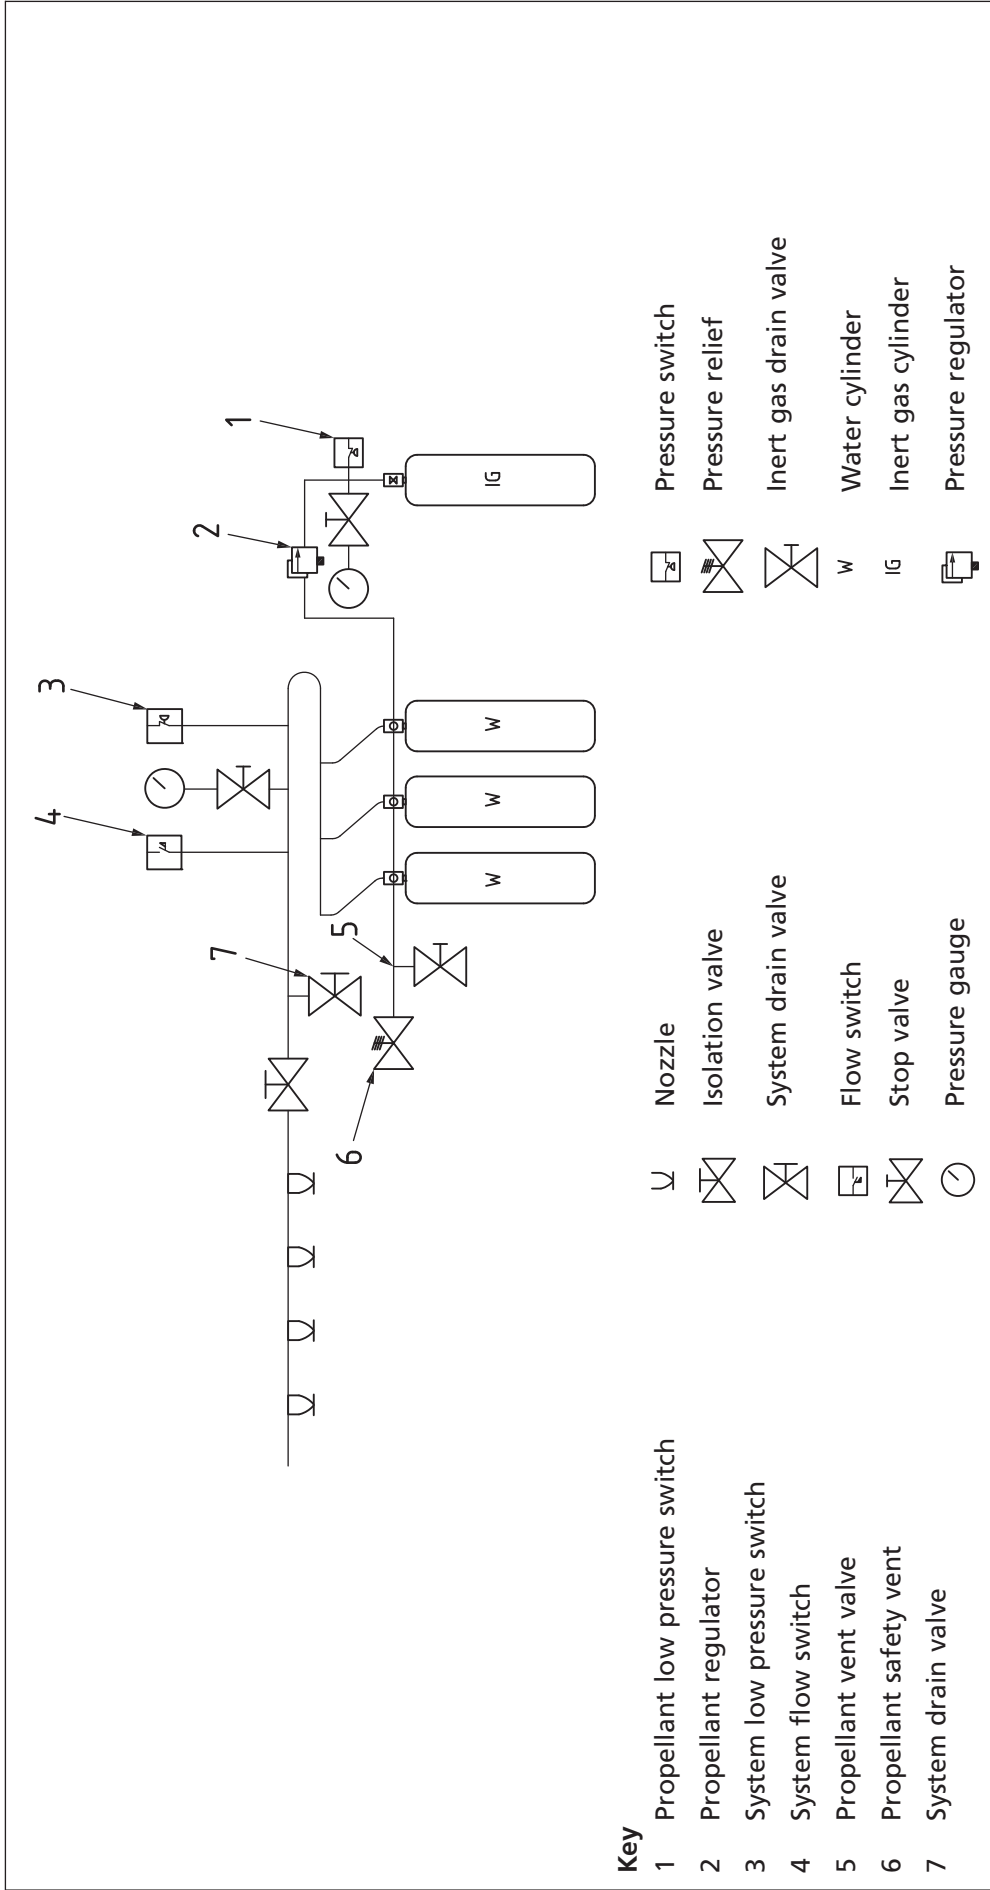 1
2
3
4
5
6
7
IG
W
W
W
Key
1 Propellant low pressure switch
2 Propellant regulator
3 System low pressure switch
4 System flow switch
5 Propellant vent valve
6 Propellant safety vent
7 System drain valve
Nozzle
Isolation valve
System drain valve
Flow switch
Stop valve
Pressure gauge
Pressure switch
Pressure relief
Inert gas drain valve
W Water cylinder
IG Inert gas cylinder
Pressure regulator